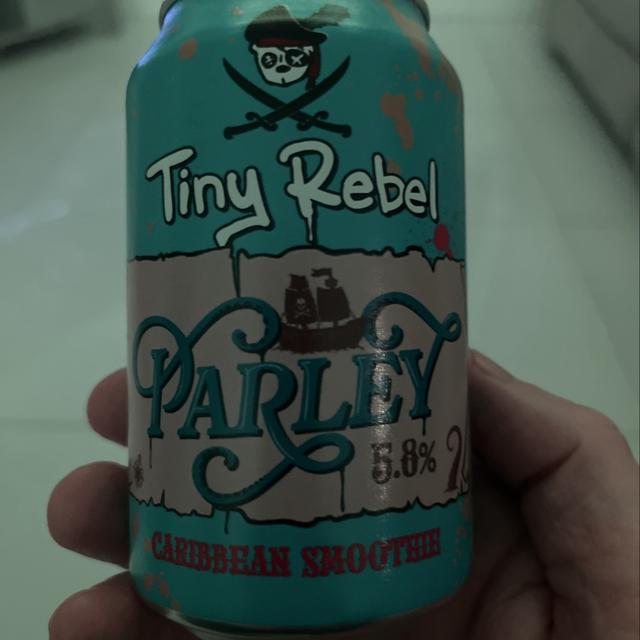 Tiny Rebel
PARLEY
5.8%
CARIBBEAN SMOOTHIE